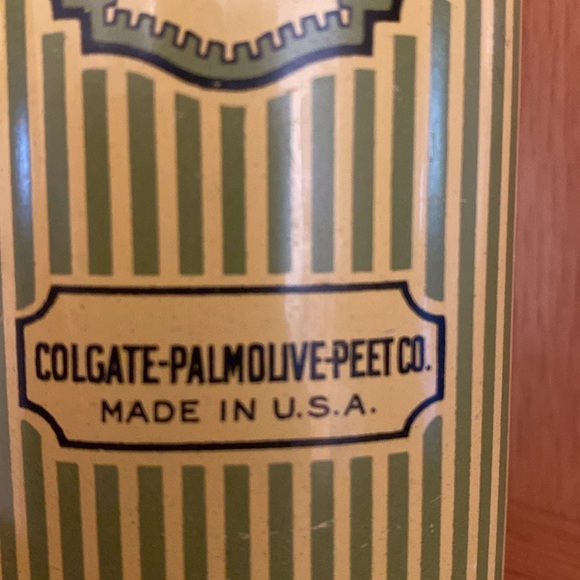 COLGATE-PALMOLIVE-PEET CO.
MADE IN U.S.A.